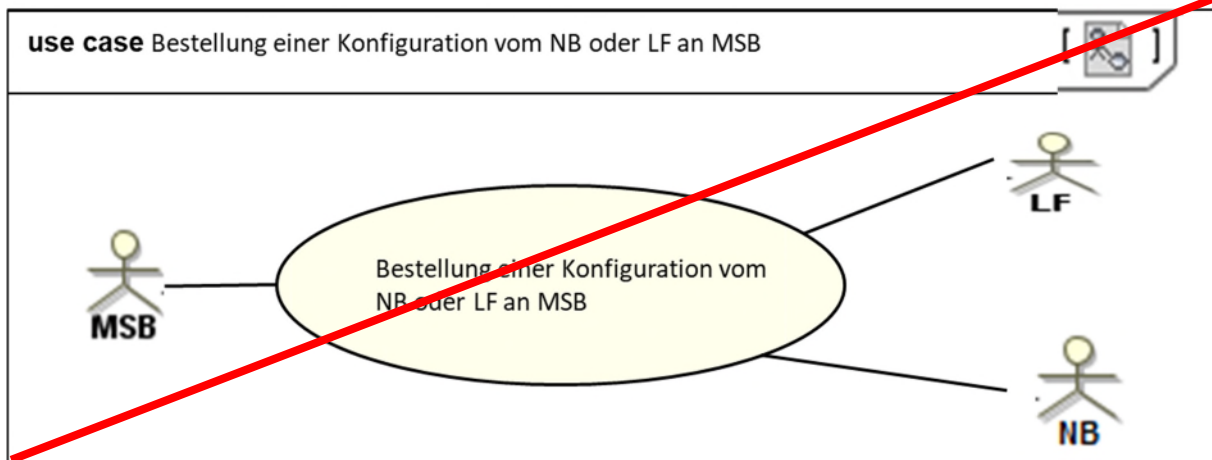 use case Bestellung einer Konfiguration vom NB oder LF an MSB
[ ]
LF
Bestellung einer Konfiguration vom
NB oder LF an MSB
MSB
NB